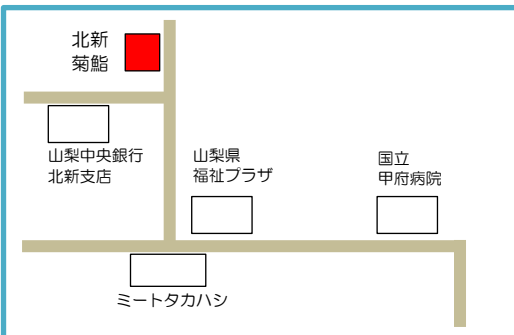 北新
菊鮨
山梨中央銀行
北新支店
山梨県
福祉プラザ
国立
甲府病院
ミートタカハシ